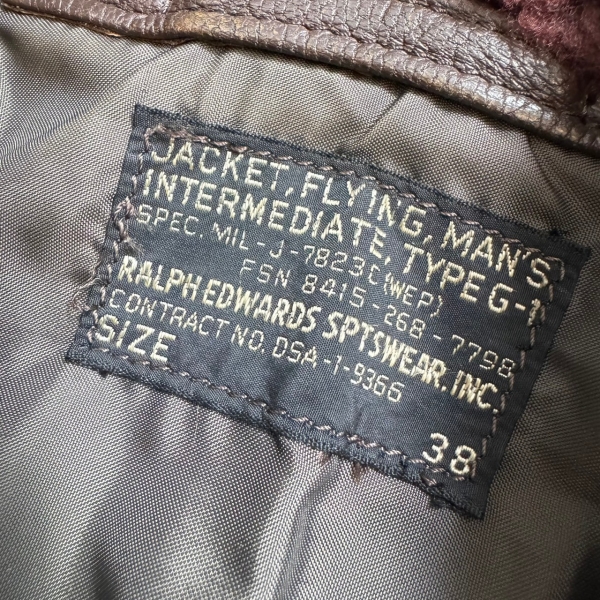 JACKET, FLYING, MAN'S
INTERMEDIATE, TYPE G-1
SPEC. MIL-J-7823C(WEP)
FSN 8415-268-7798
RALPH EDWARDS SPTSWEAR. INC.
CONTRACT NO. DSA-1-9366
SIZE 38